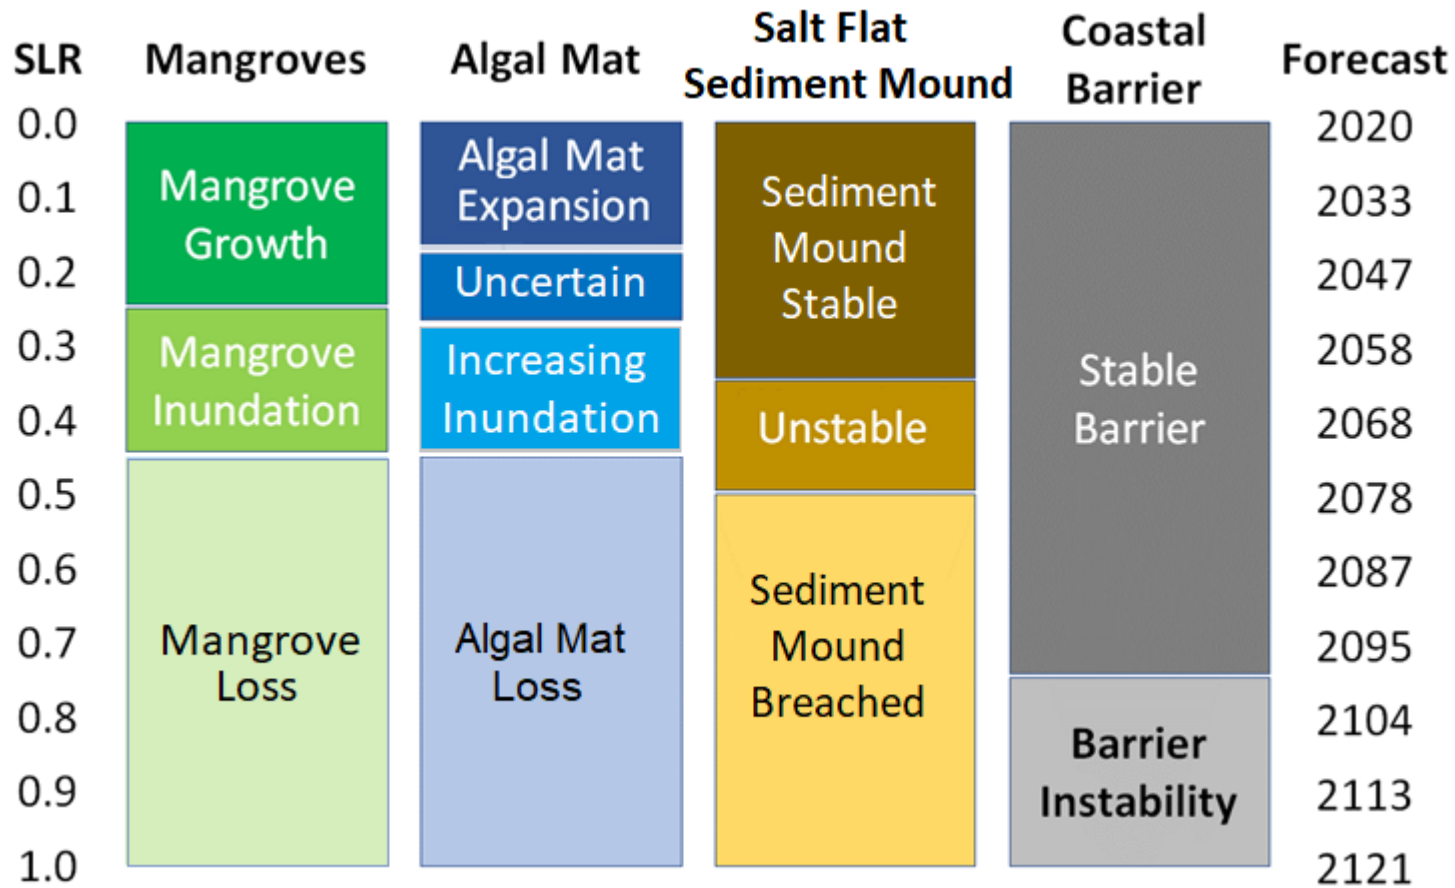 SLR
Mangroves
Algal Mat
Salt Flat
Sediment Mound
Coastal
Barrier
Forecast
0.0
0.1
0.2
0.3
0.4
0.5
0.6
0.7
0.8
0.9
1.0
Mangrove
Growth
Mangrove
Inundation
Mangrove
Loss
Algal Mat
Expansion
Uncertain
Increasing
Inundation
Algal Mat
Loss
Sediment
Mound
Stable
Unstable
Sediment
Mound
Breached
Stable
Barrier
Barrier
Instability
2020
2033
2047
2058
2068
2078
2087
2095
2104
2113
2121